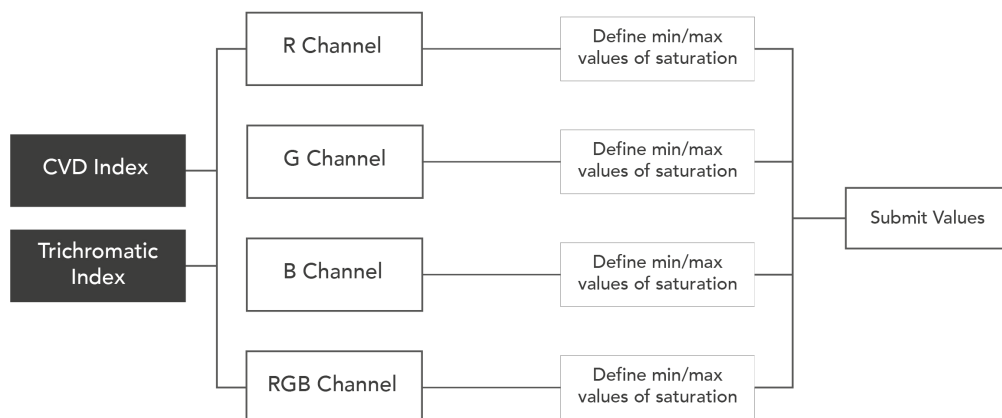 R Channel
Define min/max
values of saturation
CVD Index
G Channel
Define min/max
values of saturation
Submit Values
Trichromatic
Index
B Channel
Define min/max
values of saturation
RGB Channel
Define min/max
values of saturation